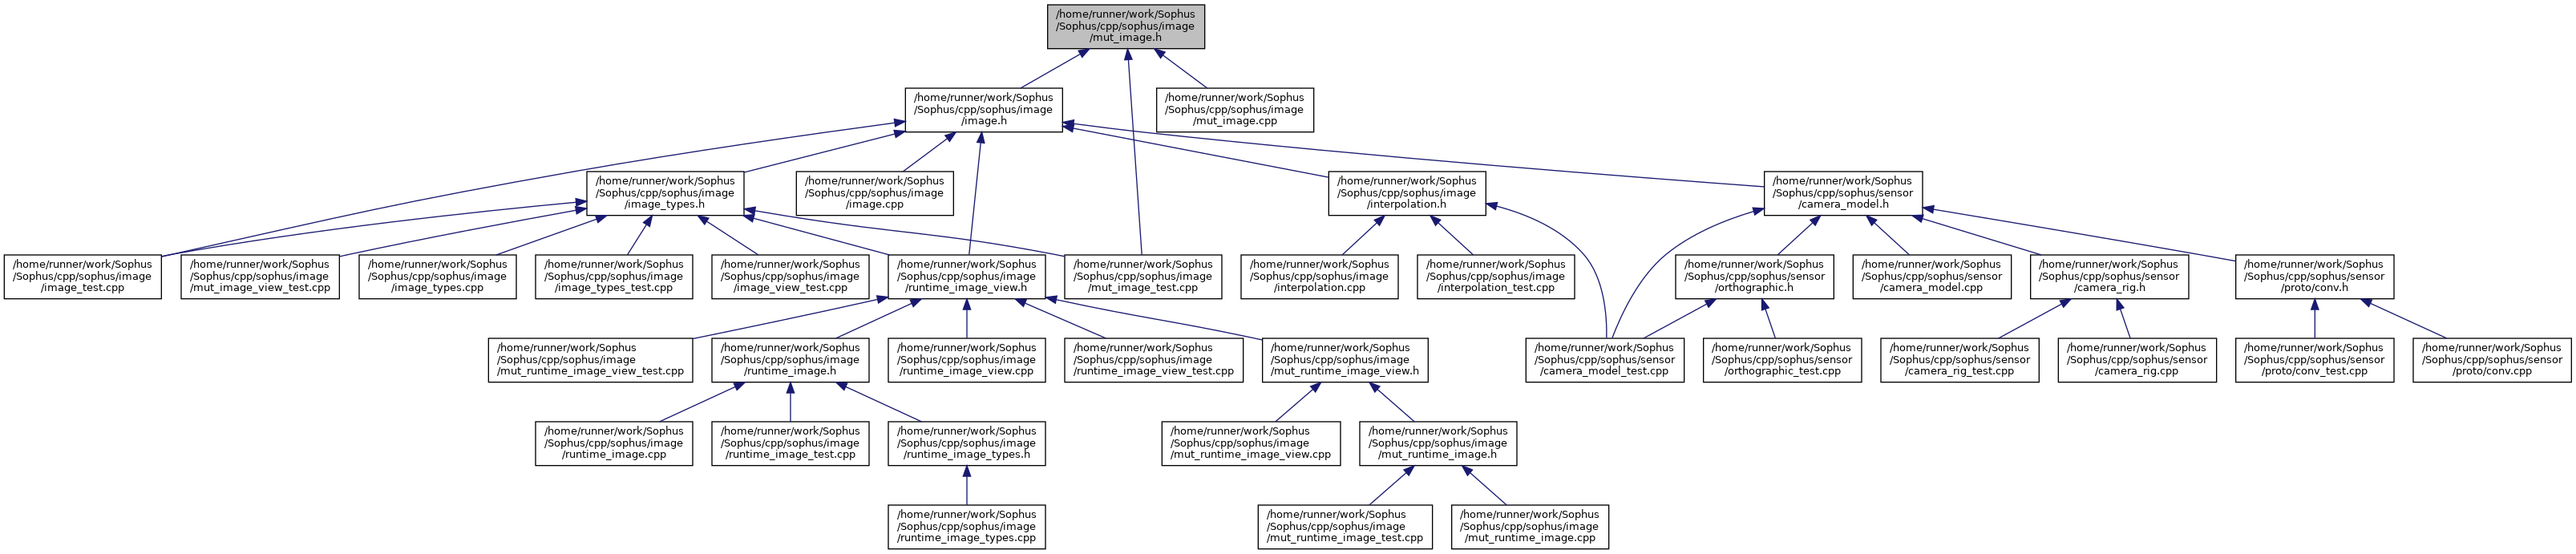 /home/runner/work/Sophus
/Sophus/cpp/sophus/image
/mut_image.h
/home/runner/work/Sophus
/Sophus/cpp/sophus/image
/image.h
/home/runner/work/Sophus
/Sophus/cpp/sophus/image
/mut_image.cpp
/home/runner/work/Sophus
/Sophus/cpp/sophus/image
/image_types.h
/home/runner/work/Sophus
/Sophus/cpp/sophus/image
/image.cpp
/home/runner/work/Sophus
/Sophus/cpp/sophus/image
/interpolation.h
/home/runner/work/Sophus
/Sophus/cpp/sophus/sensor
/camera_model.h
/home/runner/work/Sophus
/Sophus/cpp/sophus/image
/image_test.cpp
/home/runner/work/Sophus
/Sophus/cpp/sophus/image
/mut_image_view_test.cpp
/home/runner/work/Sophus
/Sophus/cpp/sophus/image
/image_types.cpp
/home/runner/work/Sophus
/Sophus/cpp/sophus/image
/image_types_test.cpp
/home/runner/work/Sophus
/Sophus/cpp/sophus/image
/image_view_test.cpp
/home/runner/work/Sophus
/Sophus/cpp/sophus/image
/runtime_image_view.h
/home/runner/work/Sophus
/Sophus/cpp/sophus/image
/mut_image_test.cpp
/home/runner/work/Sophus
/Sophus/cpp/sophus/image
/interpolation.cpp
/home/runner/work/Sophus
/Sophus/cpp/sophus/image
/interpolation_test.cpp
/home/runner/work/Sophus
/Sophus/cpp/sophus/sensor
/orthographic.h
/home/runner/work/Sophus
/Sophus/cpp/sophus/sensor
/camera_model.cpp
/home/runner/work/Sophus
/Sophus/cpp/sophus/sensor
/camera_rig.h
/home/runner/work/Sophus
/Sophus/cpp/sophus/sensor
/proto/conv.h
/home/runner/work/Sophus
/Sophus/cpp/sophus/image
/mut_runtime_image_view_test.cpp
/home/runner/work/Sophus
/Sophus/cpp/sophus/image
/runtime_image.h
/home/runner/work/Sophus
/Sophus/cpp/sophus/image
/runtime_image_view.cpp
/home/runner/work/Sophus
/Sophus/cpp/sophus/image
/runtime_image_view_test.cpp
/home/runner/work/Sophus
/Sophus/cpp/sophus/image
/mut_runtime_image_view.h
/home/runner/work/Sophus
/Sophus/cpp/sophus/sensor
/camera_model_test.cpp
/home/runner/work/Sophus
/Sophus/cpp/sophus/sensor
/orthographic_test.cpp
/home/runner/work/Sophus
/Sophus/cpp/sophus/sensor
/camera_rig_test.cpp
/home/runner/work/Sophus
/Sophus/cpp/sophus/sensor
/camera_rig.cpp
/home/runner/work/Sophus
/Sophus/cpp/sophus/sensor
/proto/conv_test.cpp
/home/runner/work/Sophus
/Sophus/cpp/sophus/sensor
/proto/conv.cpp
/home/runner/work/Sophus
/Sophus/cpp/sophus/image
/runtime_image.cpp
/home/runner/work/Sophus
/Sophus/cpp/sophus/image
/runtime_image_test.cpp
/home/runner/work/Sophus
/Sophus/cpp/sophus/image
/runtime_image_types.h
/home/runner/work/Sophus
/Sophus/cpp/sophus/image
/mut_runtime_image_view.cpp
/home/runner/work/Sophus
/Sophus/cpp/sophus/image
/mut_runtime_image.h
/home/runner/work/Sophus
/Sophus/cpp/sophus/image
/runtime_image_types.cpp
/home/runner/work/Sophus
/Sophus/cpp/sophus/image
/mut_runtime_image_test.cpp
/home/runner/work/Sophus
/Sophus/cpp/sophus/image
/mut_runtime_image.cpp